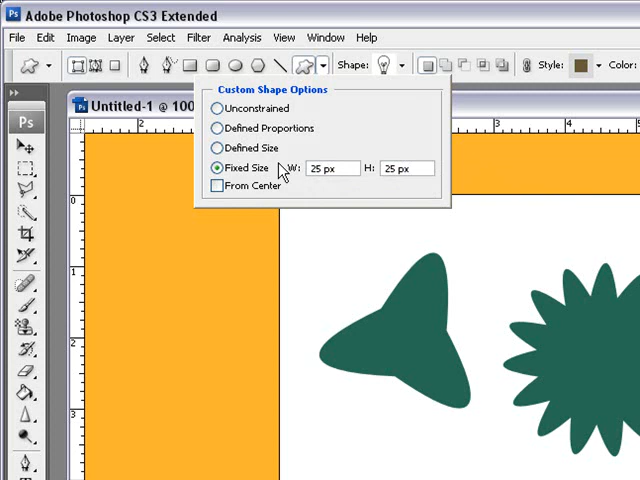 Ps Adobe Photoshop CS3 Extended
File Edit Image Layer Select Filter Analysis View Window Help
Shape: Style: Color:
Custom Shape Options
Unconstrained
Defined Proportions
Defined Size
Fixed Size W: 25 px H: 25 px
From Center
Untitled-1 @ 100
Ps
2 3 4 5
0
1
2
3